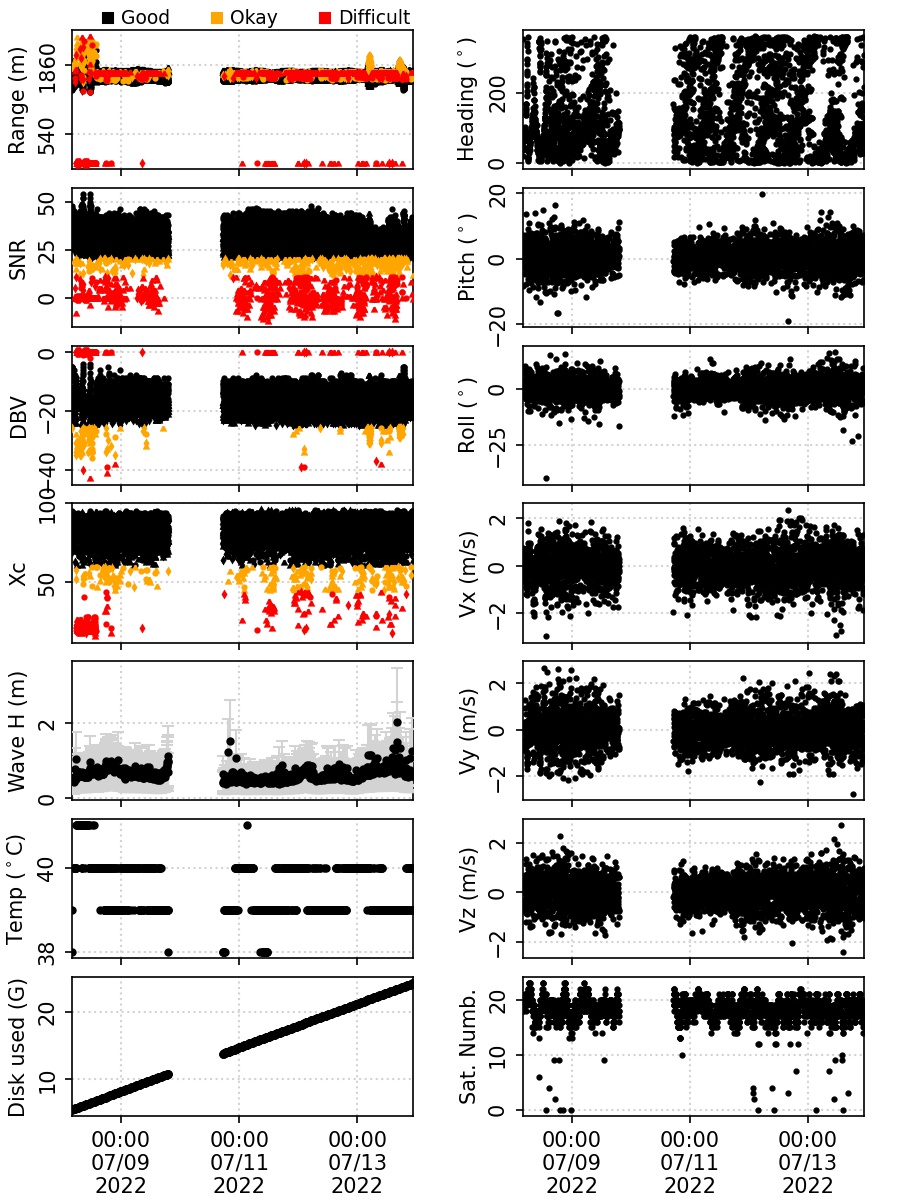 Good Okay Difficult
Range (m)
1860
540
Heading (°)
200
0
SNR
50
25
0
Pitch (°)
20
0
−20
DBV
0
−20
−40
Roll (°)
0
−25
Xc
100
50
Vx (m/s)
2
0
−2
Wave H (m)
2
0
Vy (m/s)
2
0
−2
Temp (°C)
40
38
Vz (m/s)
2
0
−2
Disk used (G)
20
10
Sat. Numb.
20
10
0
00:00 00:00 00:00
07/09 07/11 07/13
2022 2022 2022
00:00 00:00 00:00
07/09 07/11 07/13
2022 2022 2022